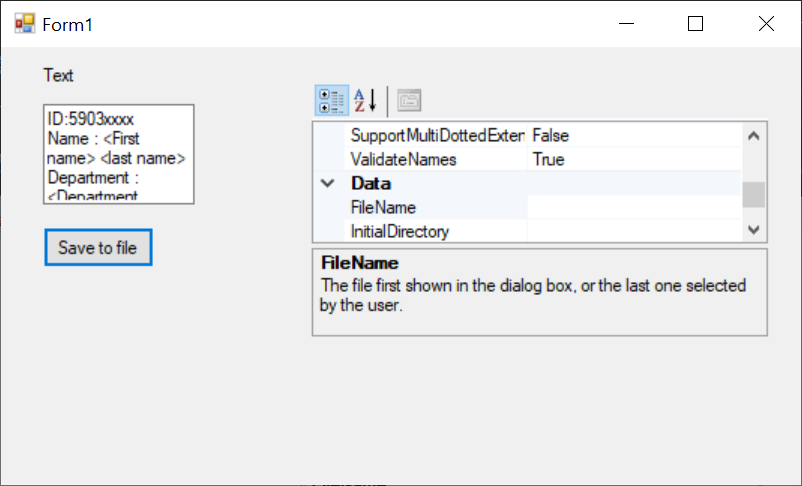 Form1
Text
ID:5903xxxx
Name : <First
name> <last name>
Department :
<Department
Save to file
A
Z
SupportMultiDottedExten False
ValidateNames True
Data
FileName
InitialDirectory
FileName
The file first shown in the dialog box, or the last one selected
by the user.